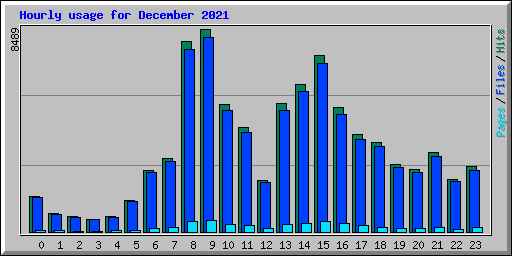 Hourly usage for December 2021
8489
Pages/Files/Hits
0 1 2 3 4 5 6 7 8 9 10 11 12 13 14 15 16 17 18 19 20 21 22 23